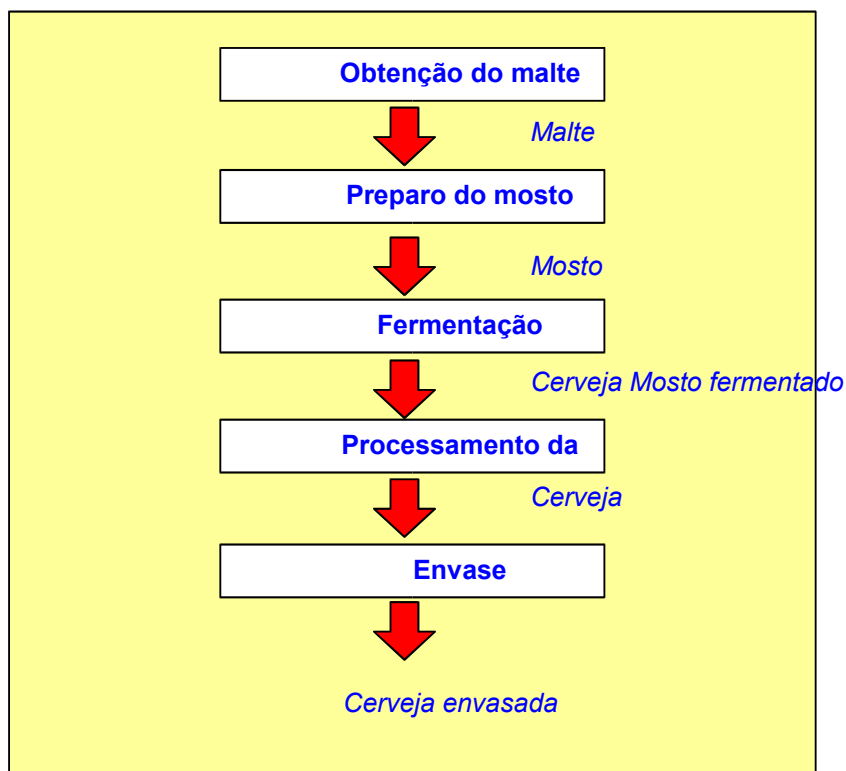 Obtenção do malte
Malte
Preparo do mosto
Mosto
Fermentação
Cerveja Mosto fermentado
Processamento da
Cerveja
Envase
Cerveja envasada